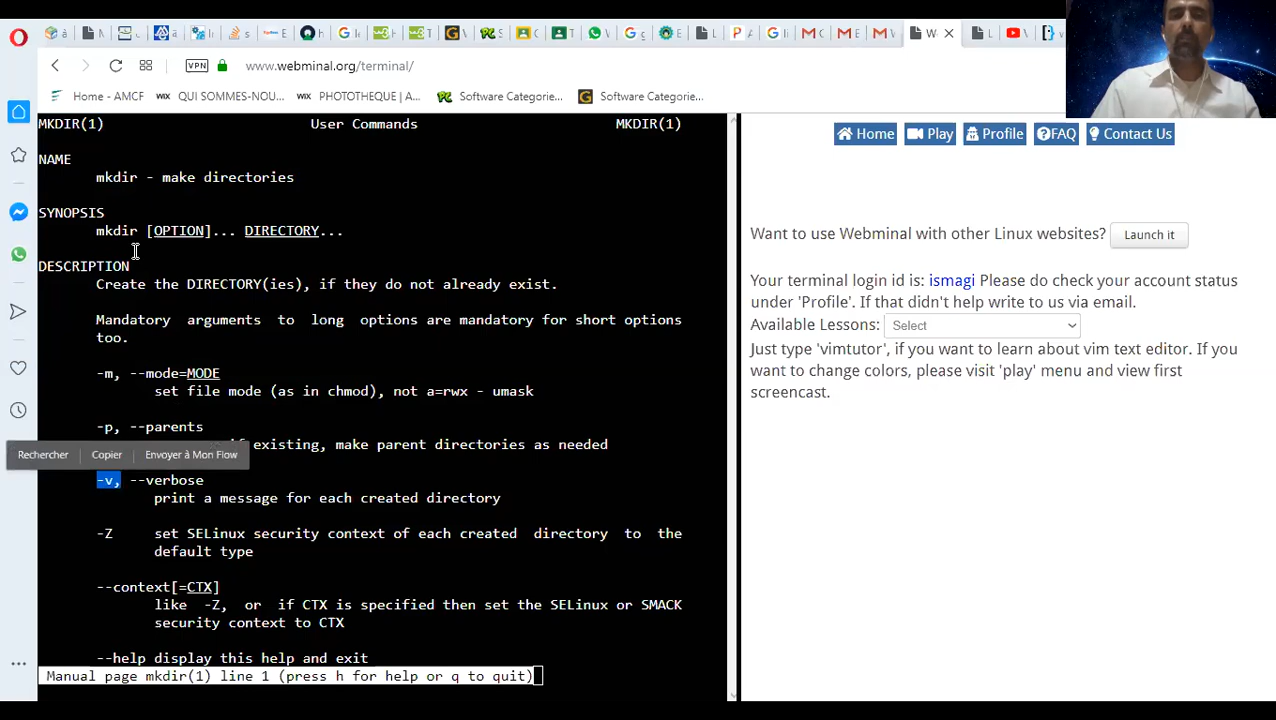 VPN
www.webminal.org/terminal/
Home - AMCF
WIX QUI SOMMES-NOU...
WIX PHOTOTHEQUE | A...
Software Categorie...
Software Categorie...
MKDIR(1) User Commands MKDIR(1)
NAME
mkdir - make directories
SYNOPSIS
mkdir [OPTION]... DIRECTORY...
DESCRIPTION
Create the DIRECTORY(ies), if they do not already exist.
Mandatory arguments to long options are mandatory for short options
too.
-m, --mode=MODE
set file mode (as in chmod), not a=rwx - umask
-p, --parents
if existing, make parent directories as needed
Rechercher Copier Envoyer à Mon Flow
-v, --verbose
print a message for each created directory
-Z set SELinux security context of each created directory to the
default type
--context[=CTX]
like -Z, or if CTX is specified then set the SELinux or SMACK
security context to CTX
--help display this help and exit
Manual page mkdir(1) line 1 (press h for help or q to quit)
Home
Play
Profile
FAQ
Contact Us
Want to use Webminal with other Linux websites? Launch it
Your terminal login id is: ismagi Please do check your account status
under 'Profile'. If that didn't help write to us via email.
Available Lessons: Select
Just type 'vimtutor', if you want to learn about vim text editor. If you
want to change colors, please visit 'play' menu and view first
screencast.